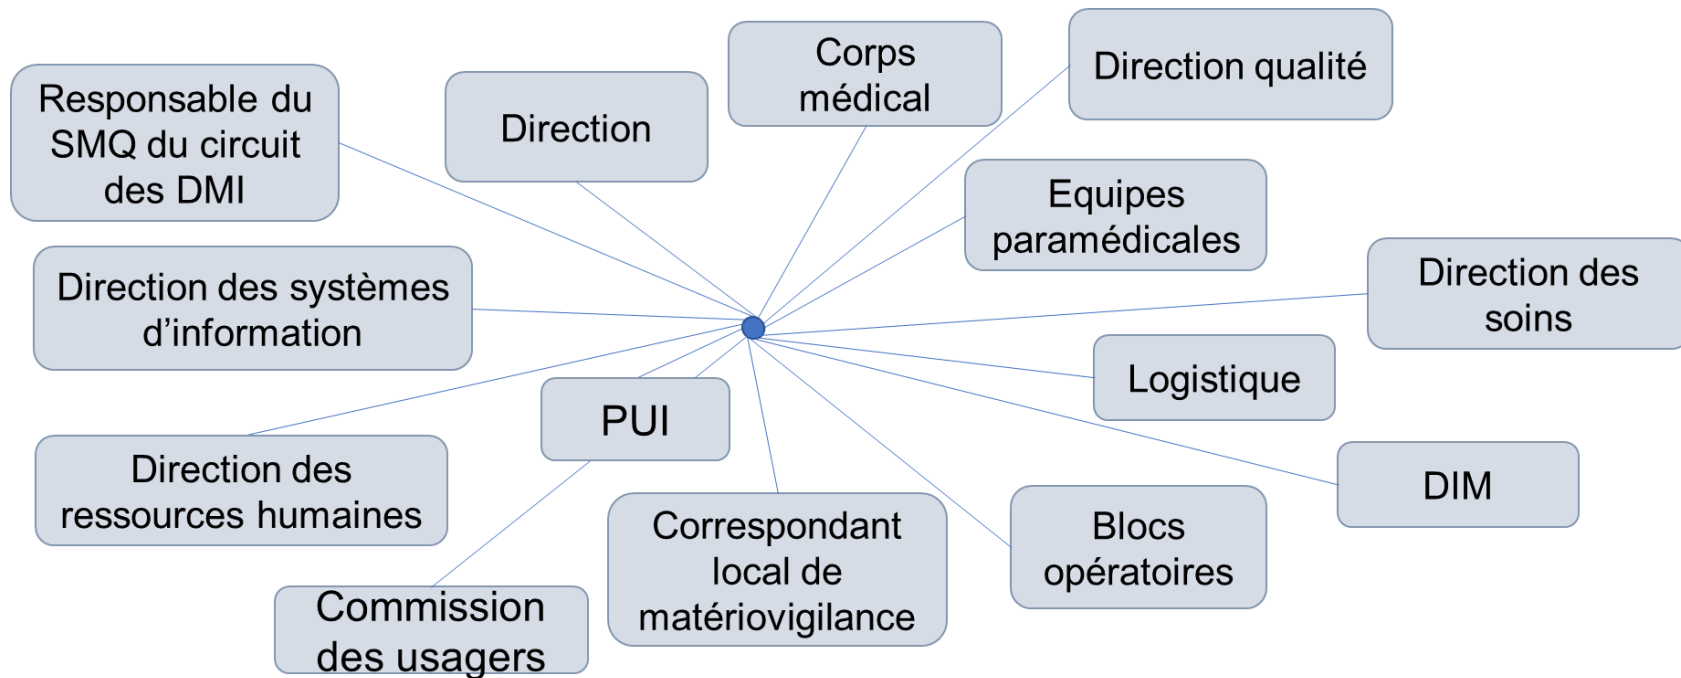 Corps
médical
Direction qualité
Responsable du
SMQ du circuit
des DMI
Direction
Equipes
paramédicales
Direction des systèmes
d’information
Direction des
soins
Logistique
PUI
Direction des
ressources humaines
DIM
Correspondant
local de
matériovigilance
Blocs
opératoires
Commission
des usagers